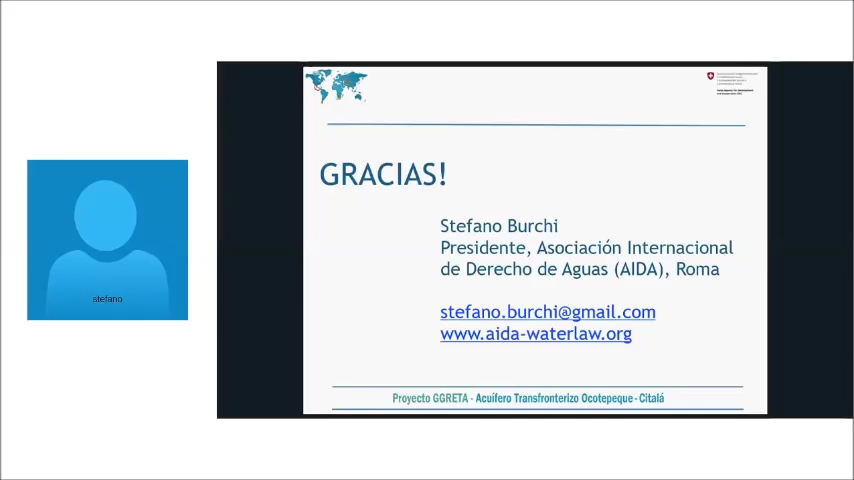 stefano
GRACIAS!
Stefano Burchi
Presidente, Asociación Internacional
de Derecho de Aguas (AIDA), Roma
stefano.burchi@gmail.com
www.aida-waterlaw.org
Proyecto GGRETA - Acuífero Transfronterizo Ocotepeque - Citalá